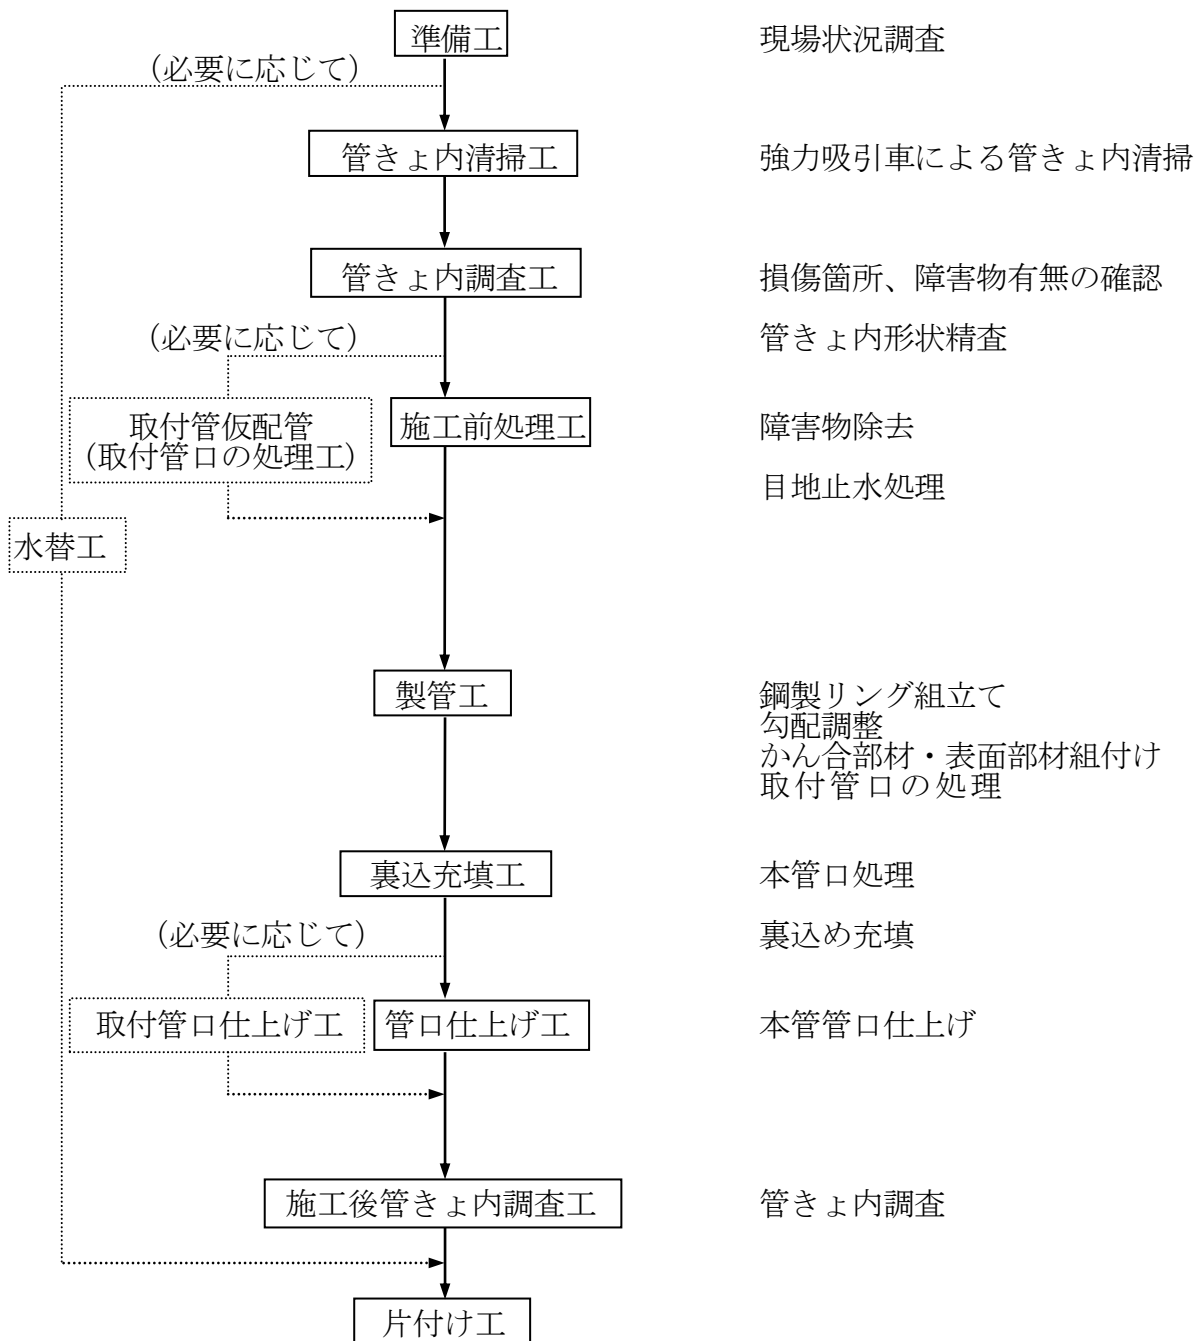 準備工
現場状況調査
(必要に応じて)
管きょ内清掃工
強力吸引車による管きょ内清掃
管きょ内調査工
損傷箇所、障害物有無の確認
(必要に応じて)
管きょ内形状精査
取付管仮配管
(取付管口の処理工)
施工前処理工
障害物除去
目地止水処理
水替工
製管工
鋼製リング組立て
勾配調整
かん合部材・表面部材組付け
取付管口の処理
裏込充填工
本管口処理
(必要に応じて)
裏込め充填
取付管口仕上げ工
管口仕上げ工
本管管口仕上げ
施工後管きょ内調査工
管きょ内調査
片付け工